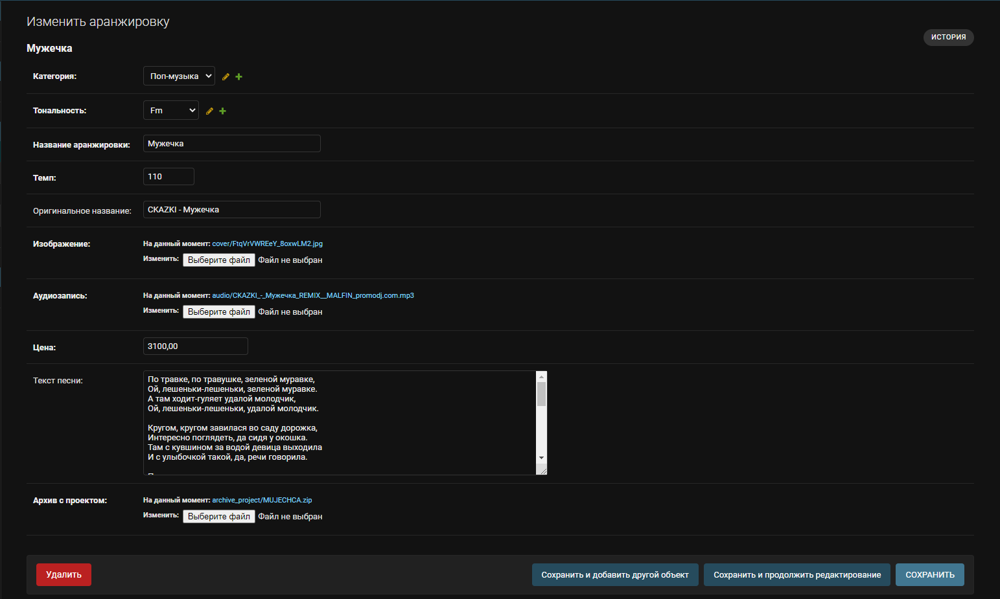 Изменить аранжировку
ИСТОРИЯ
Мужечка
Категория: Поп-музыка
Тональность: Fm
Название аранжировки: Мужечка
Темп: 110
Оригинальное название: CKAZKI - Мужечка
Изображение: На данный момент: cover/FtqVrVWREeY_8oxwLM2.jpg
Изменить: Выберите файл Файл не выбран
Аудиозапись: На данный момент: audio/CKAZKI_-_Мужечка_REMIX__MALFIN_promodj.com.mp3
Изменить: Выберите файл Файл не выбран
Цена: 3100,00
Текст песни: По травке, по травушке, зеленой муравке,
Ой, лешеньки-лешеньки, зеленой муравке.
А там ходит-гуляет удалой молодчик,
Ой, лешеньки-лешеньки, удалой молодчик.
Кругом, кругом завилася во саду дорожка,
Интересно поглядеть, да сидя у окошка.
Там с кувшином за водой девица выходила
И с улыбочкой такой, да, речи говорила.
Архив с проектом: На данный момент: archive_project/MUJECHCA.zip
Изменить: Выберите файл Файл не выбран
Удалить Сохранить и добавить другой объект Сохранить и продолжить редактирование СОХРАНИТЬ